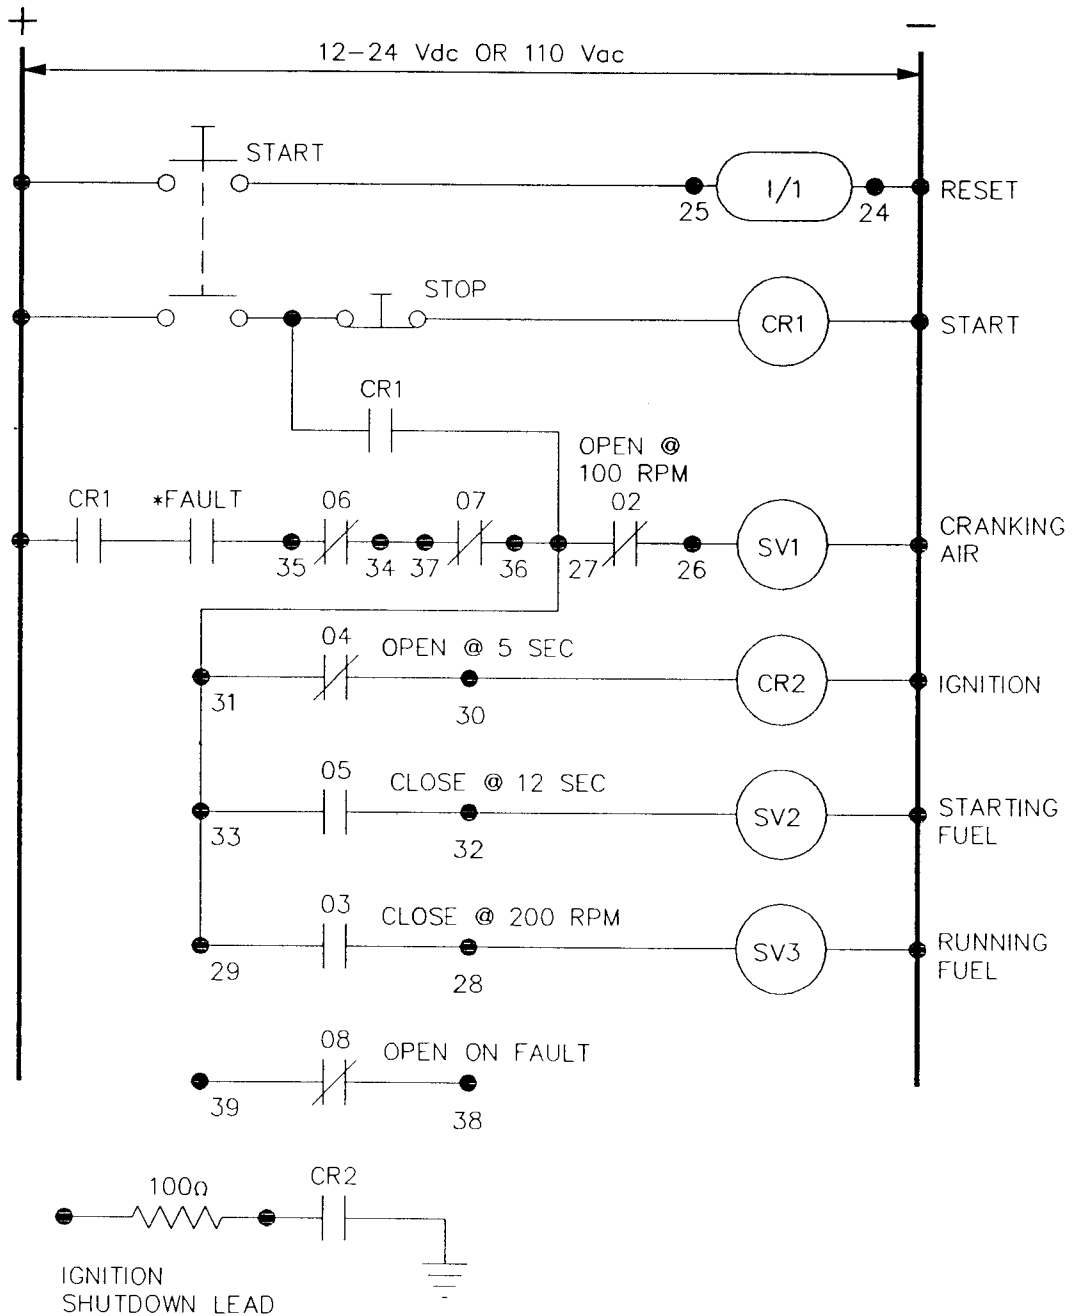 +
−
12−24 Vdc OR 110 Vac
START
I/1
25
24
RESET
STOP
CR1
START
CR1
OPEN @
100 RPM
CR1
*FAULT
06
07
02
35
34
37
36
27
26
SV1
CRANKING
AIR
04
OPEN @ 5 SEC
31
30
CR2
IGNITION
05
CLOSE @ 12 SEC
33
32
SV2
STARTING
FUEL
03
CLOSE @ 200 RPM
29
28
SV3
RUNNING
FUEL
08
OPEN ON FAULT
39
38
100Ω
CR2
IGNITION
SHUTDOWN LEAD